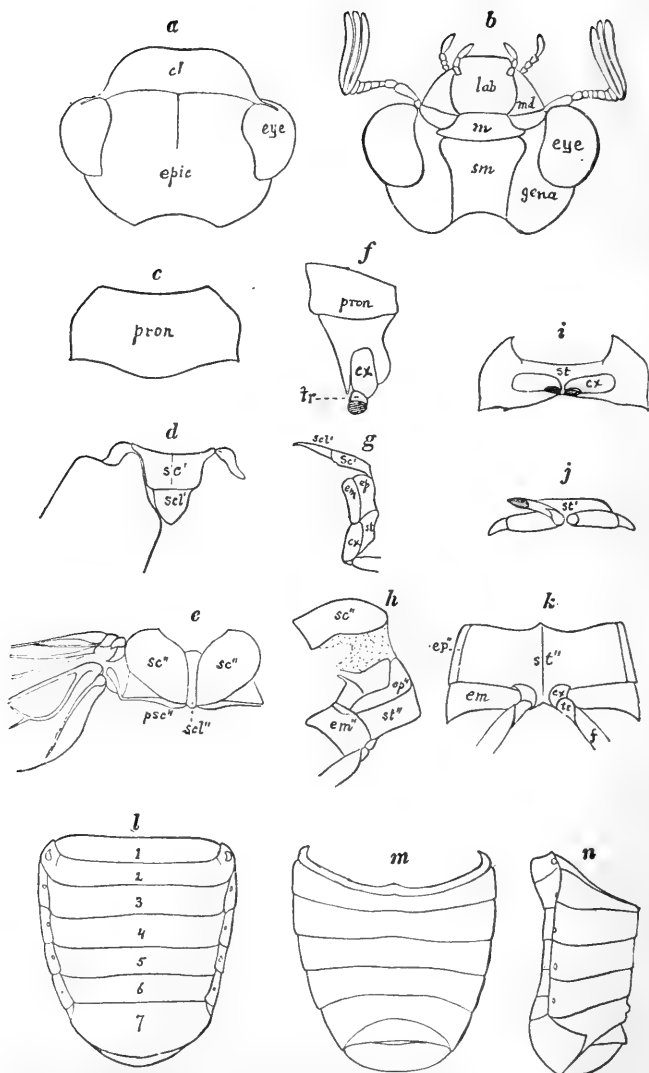 a
cl
eye
epic
b
lab
md
m
sm
eye
gena
c
pron
f
pron
cx
tr
i
st
cx
d
sc'
scl'
g
scl'
sc'
em
ep
st
cx
j
st'
e
sc"
sc"
psc"
scl"
h
sc"
ep"
st"
em"
k
ep"
st"
em
cx
tr
f
l
1
2
3
4
5
6
7
m
n